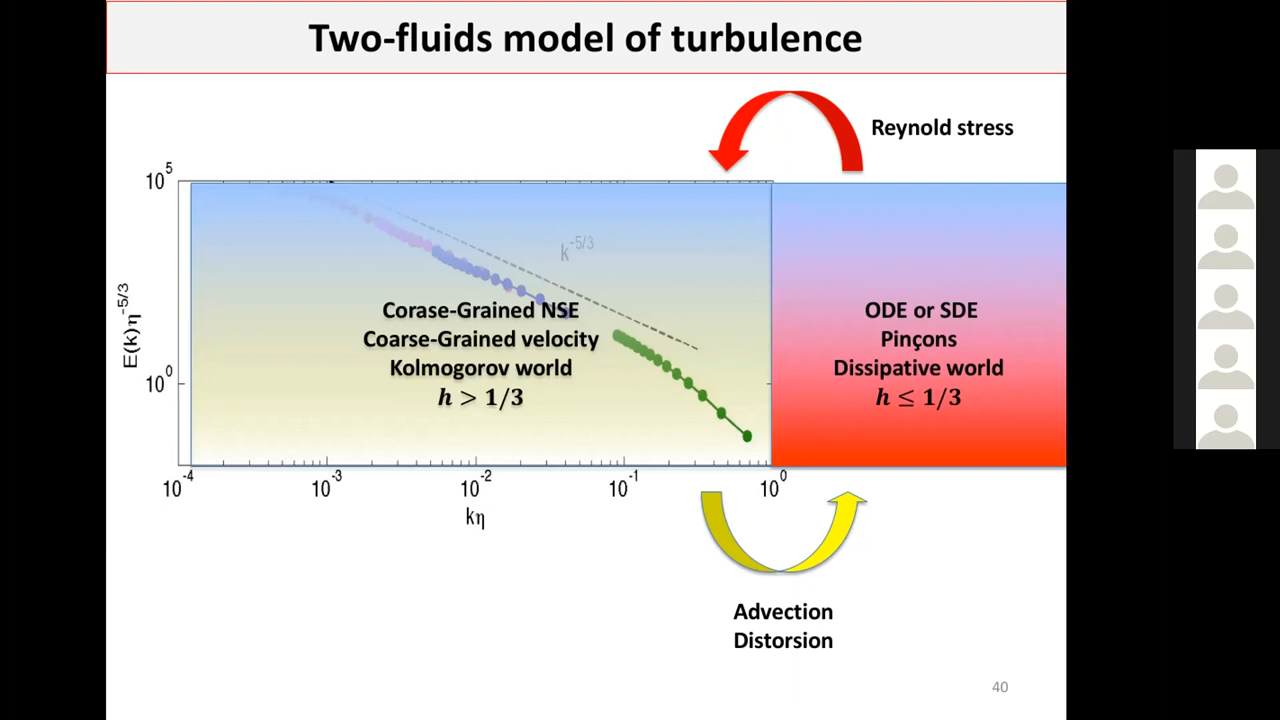 Two-fluids model of turbulence
Reynold stress
10^5
k^-5/3
E(k)η^-5/3
Corase-Grained NSE
Coarse-Grained velocity
Kolmogorov world
h > 1/3
ODE or SDE
Pinçons
Dissipative world
h ≤ 1/3
10^0
10^-4 10^-3 10^-2 10^-1 10^0
kη
Advection
Distorsion
40